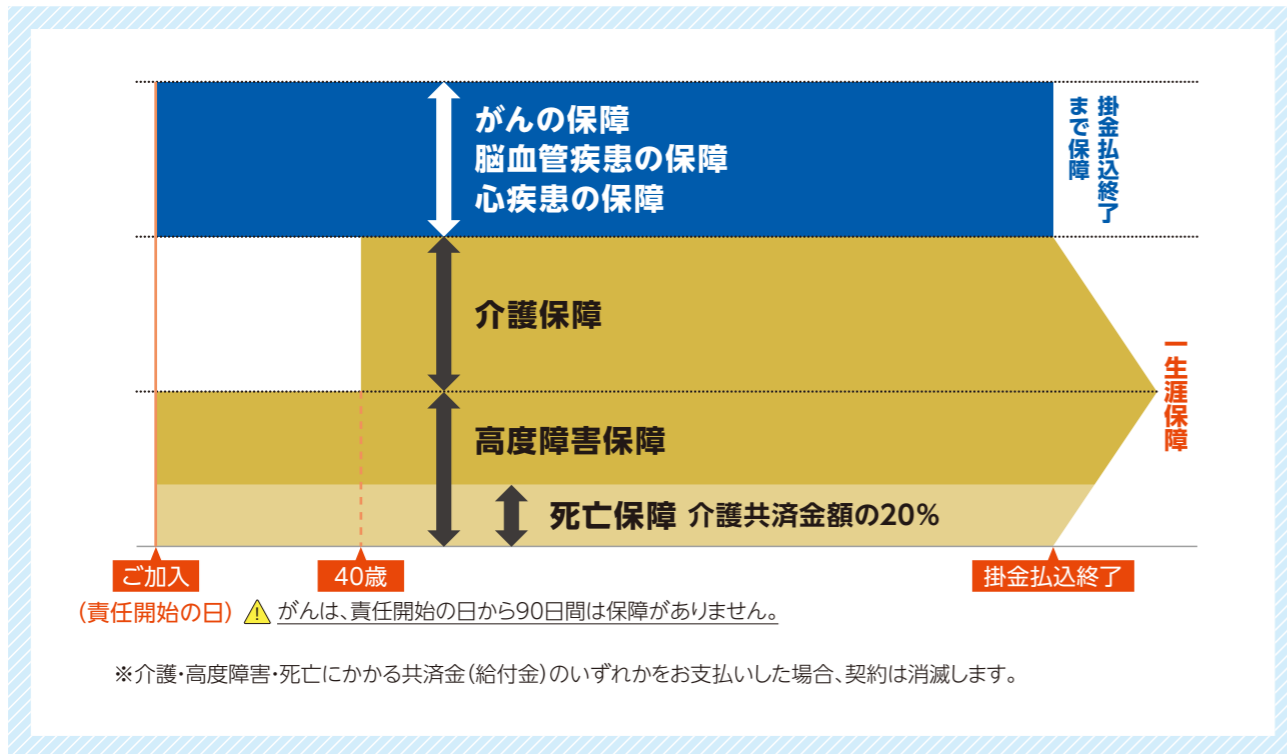 がんの保障
脳血管疾患の保障
心疾患の保障
掛金払込終了
まで保障
介護保障
一生涯保障
高度障害保障
死亡保障 介護共済金額の20%
ご加入
40歳
掛金払込終了
(責任開始の日) がんは、責任開始の日から90日間は保障がありません。
※介護・高度障害・死亡にかかる共済金(給付金)のいずれかをお支払いした場合、契約は消滅します。